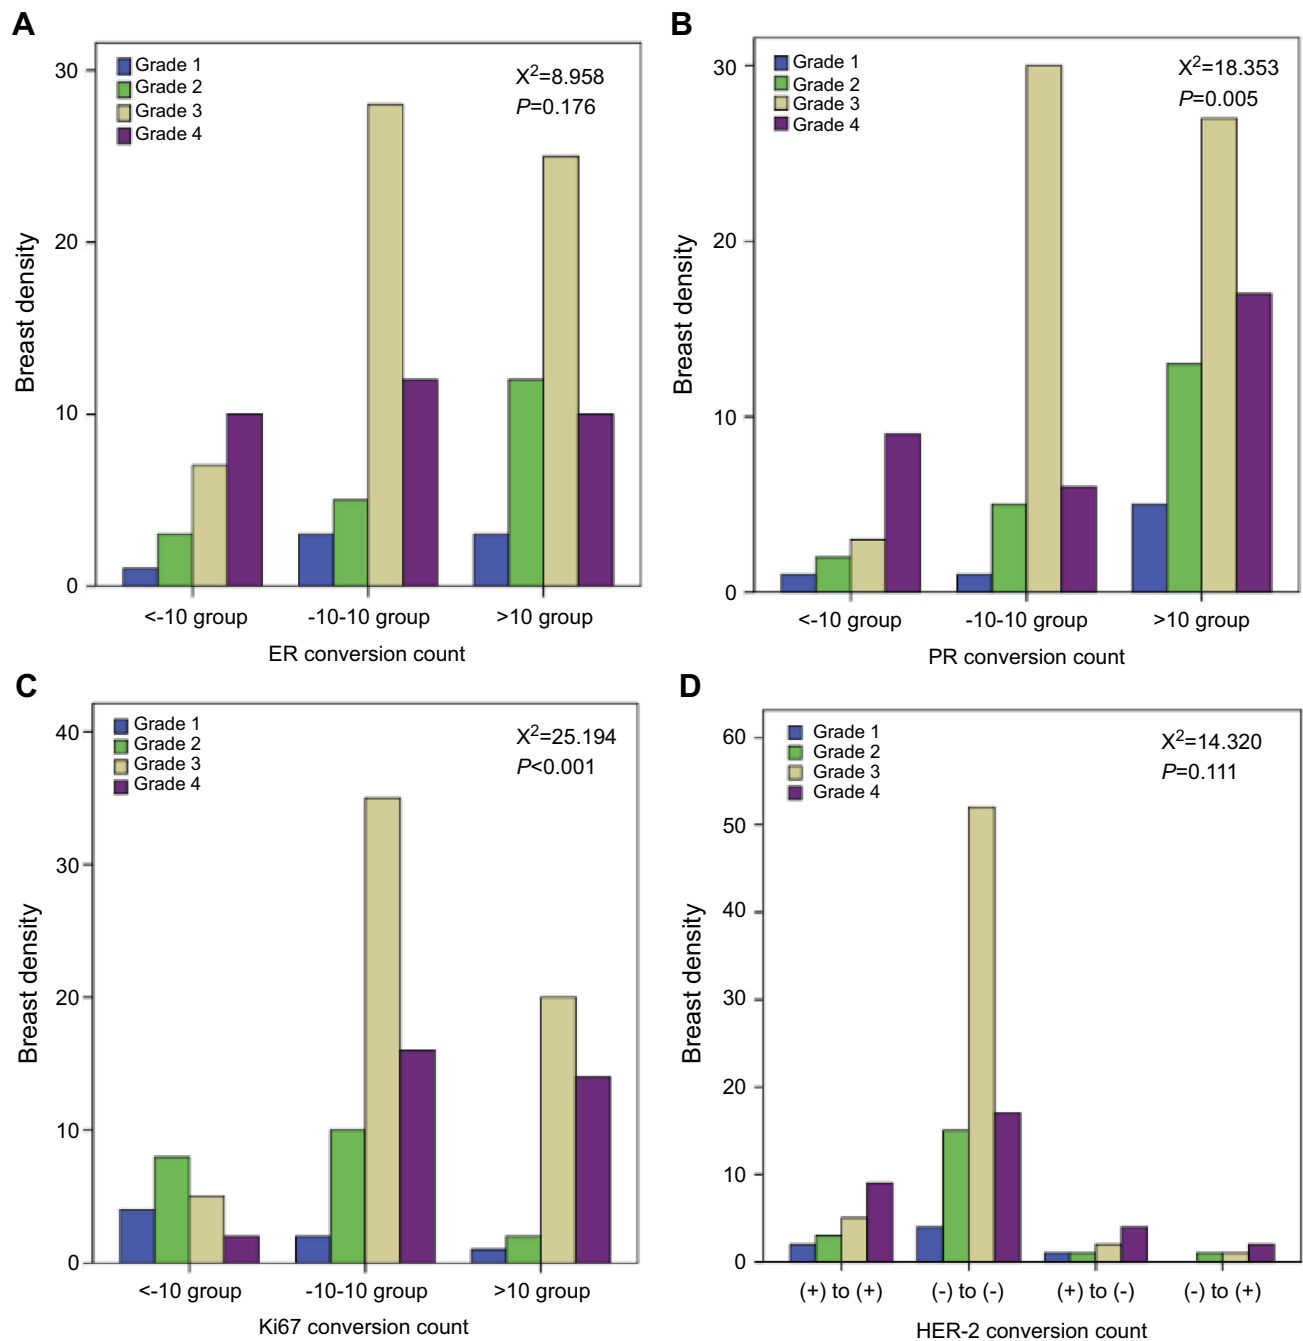 A
Grade 1
Grade 2
Grade 3
Grade 4
X²=8.958
P=0.176
30
20
10
0
Breast density
<-10 group
-10-10 group
>10 group
ER conversion count
B
Grade 1
Grade 2
Grade 3
Grade 4
X²=18.353
P=0.005
30
20
10
0
Breast density
<-10 group
-10-10 group
>10 group
PR conversion count
C
Grade 1
Grade 2
Grade 3
Grade 4
X²=25.194
P<0.001
40
30
20
10
0
Breast density
<-10 group
-10-10 group
>10 group
Ki67 conversion count
D
Grade 1
Grade 2
Grade 3
Grade 4
X²=14.320
P=0.111
60
50
40
30
20
10
0
Breast density
(+) to (+)
(-) to (-)
(+) to (-)
(-) to (+)
HER-2 conversion count